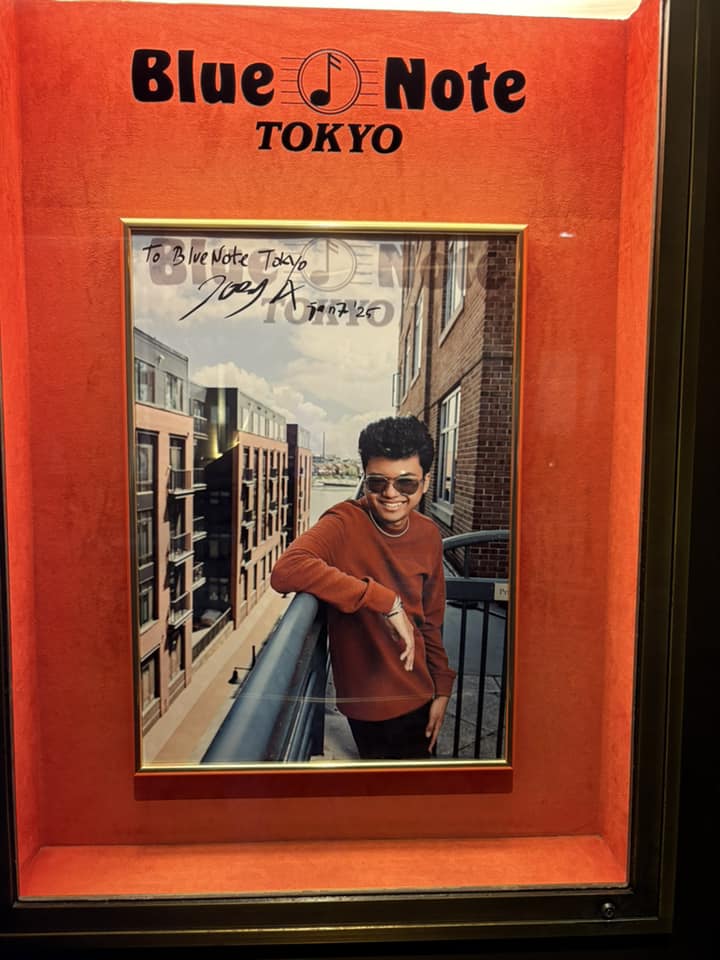 Blue Note
TOKYO
To Blue Note Tokyo
Jan 7 '25